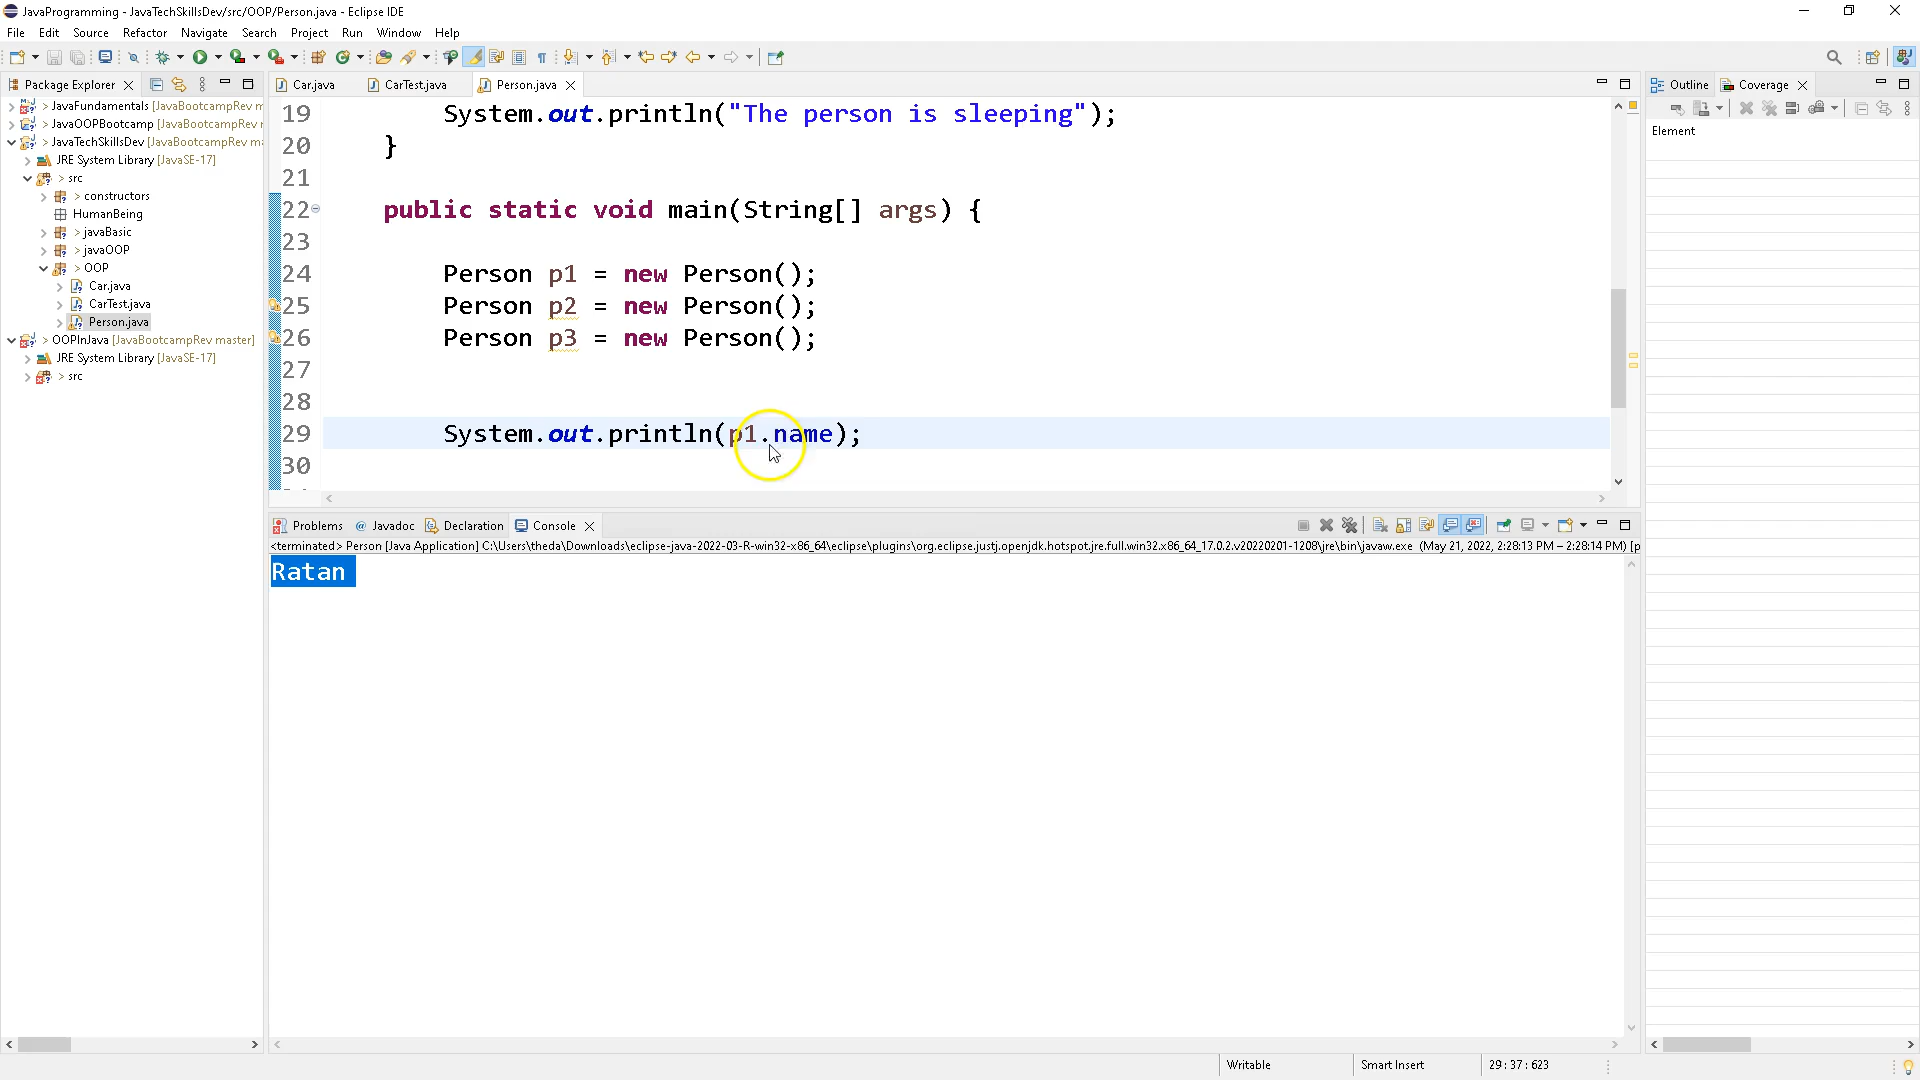 JavaProgramming - JavaTechSkillsDev/src/OOP/Person.java - Eclipse IDE
File Edit Source Refactor Navigate Search Project Run Window Help
Package Explorer
Car.java CarTest.java Person.java
Outline Coverage
Element
> JavaFundamentals [JavaBootcampRev m
> JavaOOPBootcamp [JavaBootcampRev
> JavaTechSkillsDev [JavaBootcampRev ma
JRE System Library [JavaSE-17]
> src
> constructors
HumanBeing
> javaBasic
> javaOOP
> OOP
Car.java
CarTest.java
Person.java
> OOPInJava [JavaBootcampRev master]
JRE System Library [JavaSE-17]
> src
19 System.out.println("The person is sleeping");
20 }
21
22 public static void main(String[] args) {
23
24 Person p1 = new Person();
25 Person p2 = new Person();
26 Person p3 = new Person();
27
28
29 System.out.println(p1.name);
30
Problems Javadoc Declaration Console
<terminated> Person [Java Application] C:\Users\theda\Downloads\eclipse-java-2022-03-R-win32-x86_64\eclipse\plugins\org.eclipse.justj.openjdk.hotspot.jre.full.win32.x86_64_17.0.2.v20220201-1208\jre\bin\javaw.exe (May 21, 2022, 2:28:13 PM – 2:28:14 PM) [p
Ratan
Writable Smart Insert 29 : 37 : 623